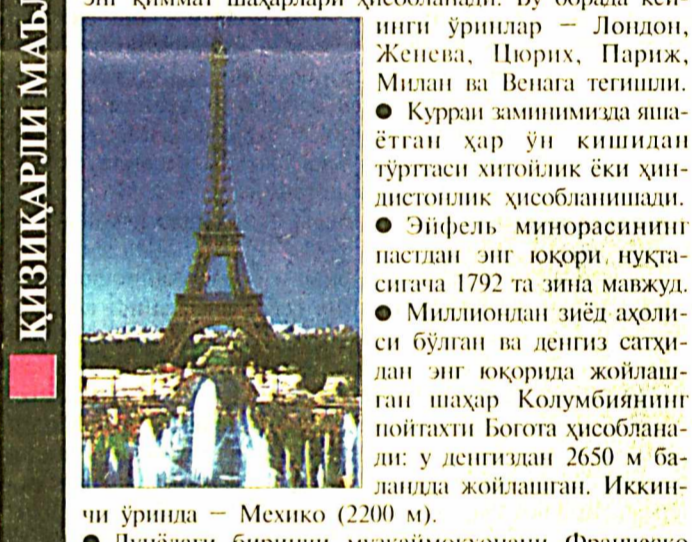 ҚИЗИҚАРЛИ
энг қиммат шаҳарлари ҳисобланади. Бу борада кей-
инги ўринлар — Лондон,
Женева, Цюрих, Париж,
Милан ва Венага тегишли.
● Курраи заминимизда яша-
ётган ҳар ўн кишидан
тўрттаси хитойлик ёки ҳин-
дистонлик ҳисобланишади.
● Эйфель минорасининг
пастдан энг юқори нуқта-
сигача 1792 та зина мавжуд.
● Миллиондан зиёд аҳоли-
си бўлган ва денгиз сатҳи-
дан энг юқорида жойлаш-
ган шаҳар Колумбиянинг
пойтахти Богота ҳисоблана-
ди: у денгиздан 2650 м ба-
ландда жойлашган. Иккин-
чи ўринда — Мехико (2200 м).
● Дунёдаги биринчи